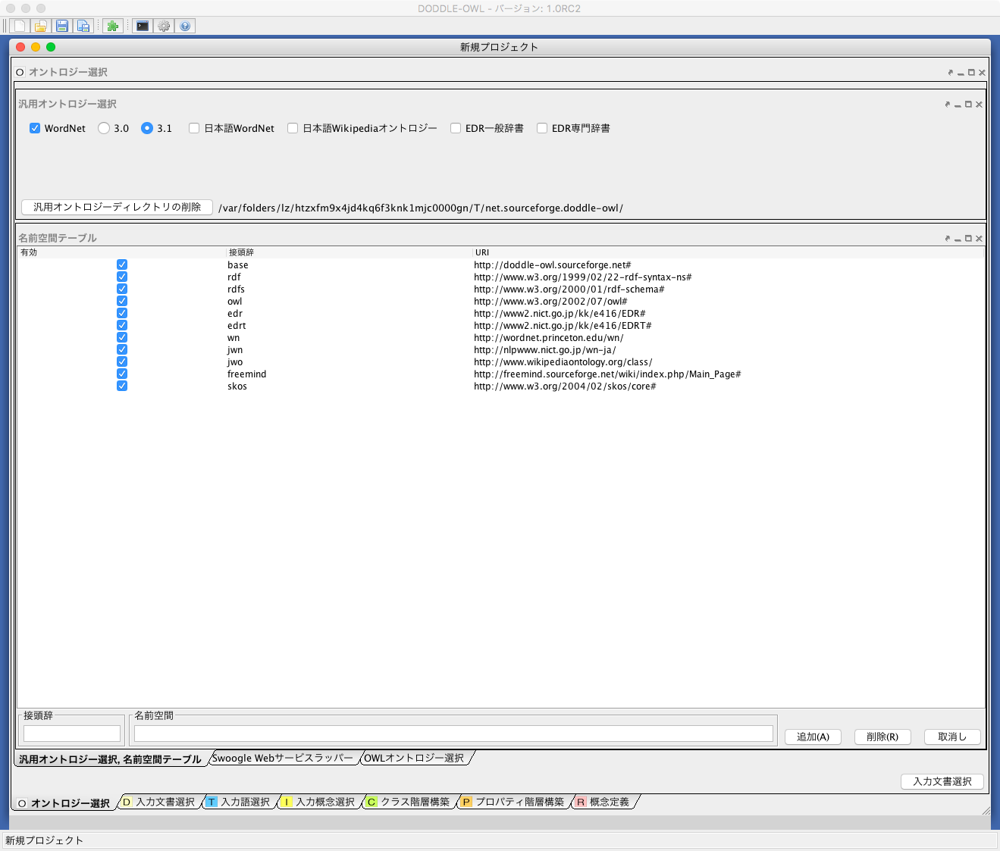 DODDLE-OWL - バージョン: 1.0RC2
新規プロジェクト
O オントロジー選択
汎用オントロジー選択
WordNet 3.0 3.1 日本語WordNet 日本語Wikipediaオントロジー EDR一般辞書 EDR専門辞書
汎用オントロジーディレクトリの削除 /var/folders/lz/htzxfm9x4jd4kq6f3knk1mjc0000gn/T/net.sourceforge.doddle-owl/
名前空間テーブル
有効 接頭辞 URI
base http://doddle-owl.sourceforge.net#
rdf http://www.w3.org/1999/02/22-rdf-syntax-ns#
rdfs http://www.w3.org/2000/01/rdf-schema#
owl http://www.w3.org/2002/07/owl#
edr http://www2.nict.go.jp/kk/e416/EDR#
edrt http://www2.nict.go.jp/kk/e416/EDRT#
wn http://wordnet.princeton.edu/wn/
jwn http://nlpwww.nict.go.jp/wn-ja/
jwo http://www.wikipediaontology.org/class/
freemind http://freemind.sourceforge.net/wiki/index.php/Main_Page#
skos http://www.w3.org/2004/02/skos/core#
接頭辞 名前空間
追加(A) 削除(R) 取消し
汎用オントロジー選択, 名前空間テーブル Swoogle Webサービスラッパー OWLオントロジー選択
入力文書選択
O オントロジー選択 D 入力文書選択 T 入力語選択 I 入力概念選択 C クラス階層構築 P プロパティ階層構築 R 概念定義
新規プロジェクト